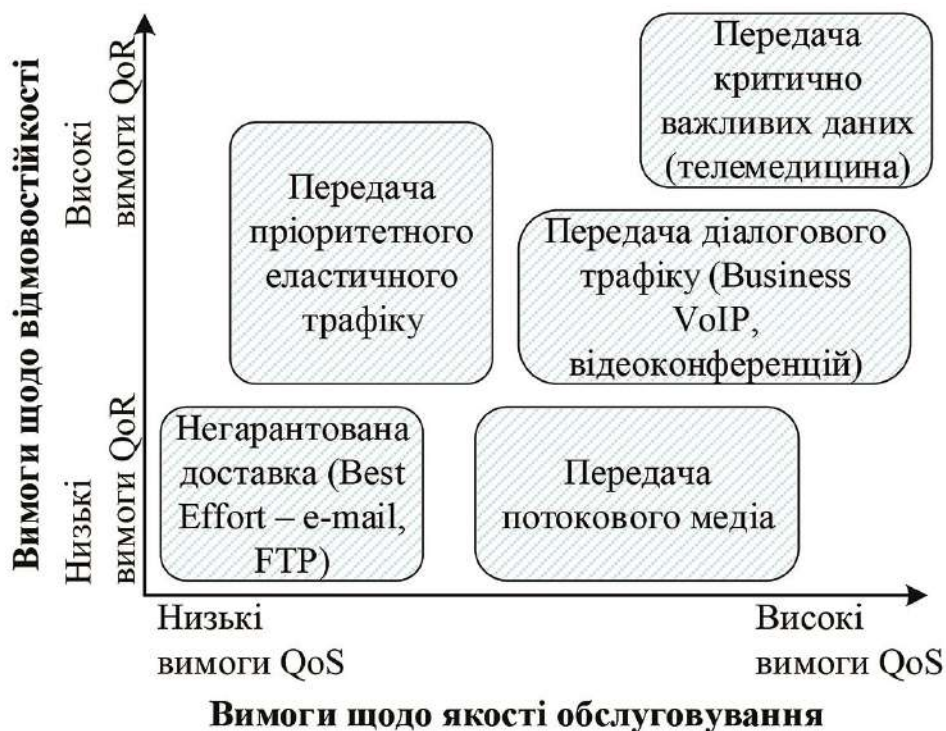 Вимоги щодо відмовостійкості
Високі
вимоги QoR
Низькі
вимоги QoR
Передача
критично
важливих даних
(телемедицина)
Передача
пріоритетного
еластичного
трафіку
Передача діалогового
трафіку (Business
VoIP,
відеоконференцій)
Негарантована
доставка (Best
Effort – e-mail,
FTP)
Передача
потокового медіа
Низькі
вимоги QoS
Високі
вимоги QoS
Вимоги щодо якості обслуговування